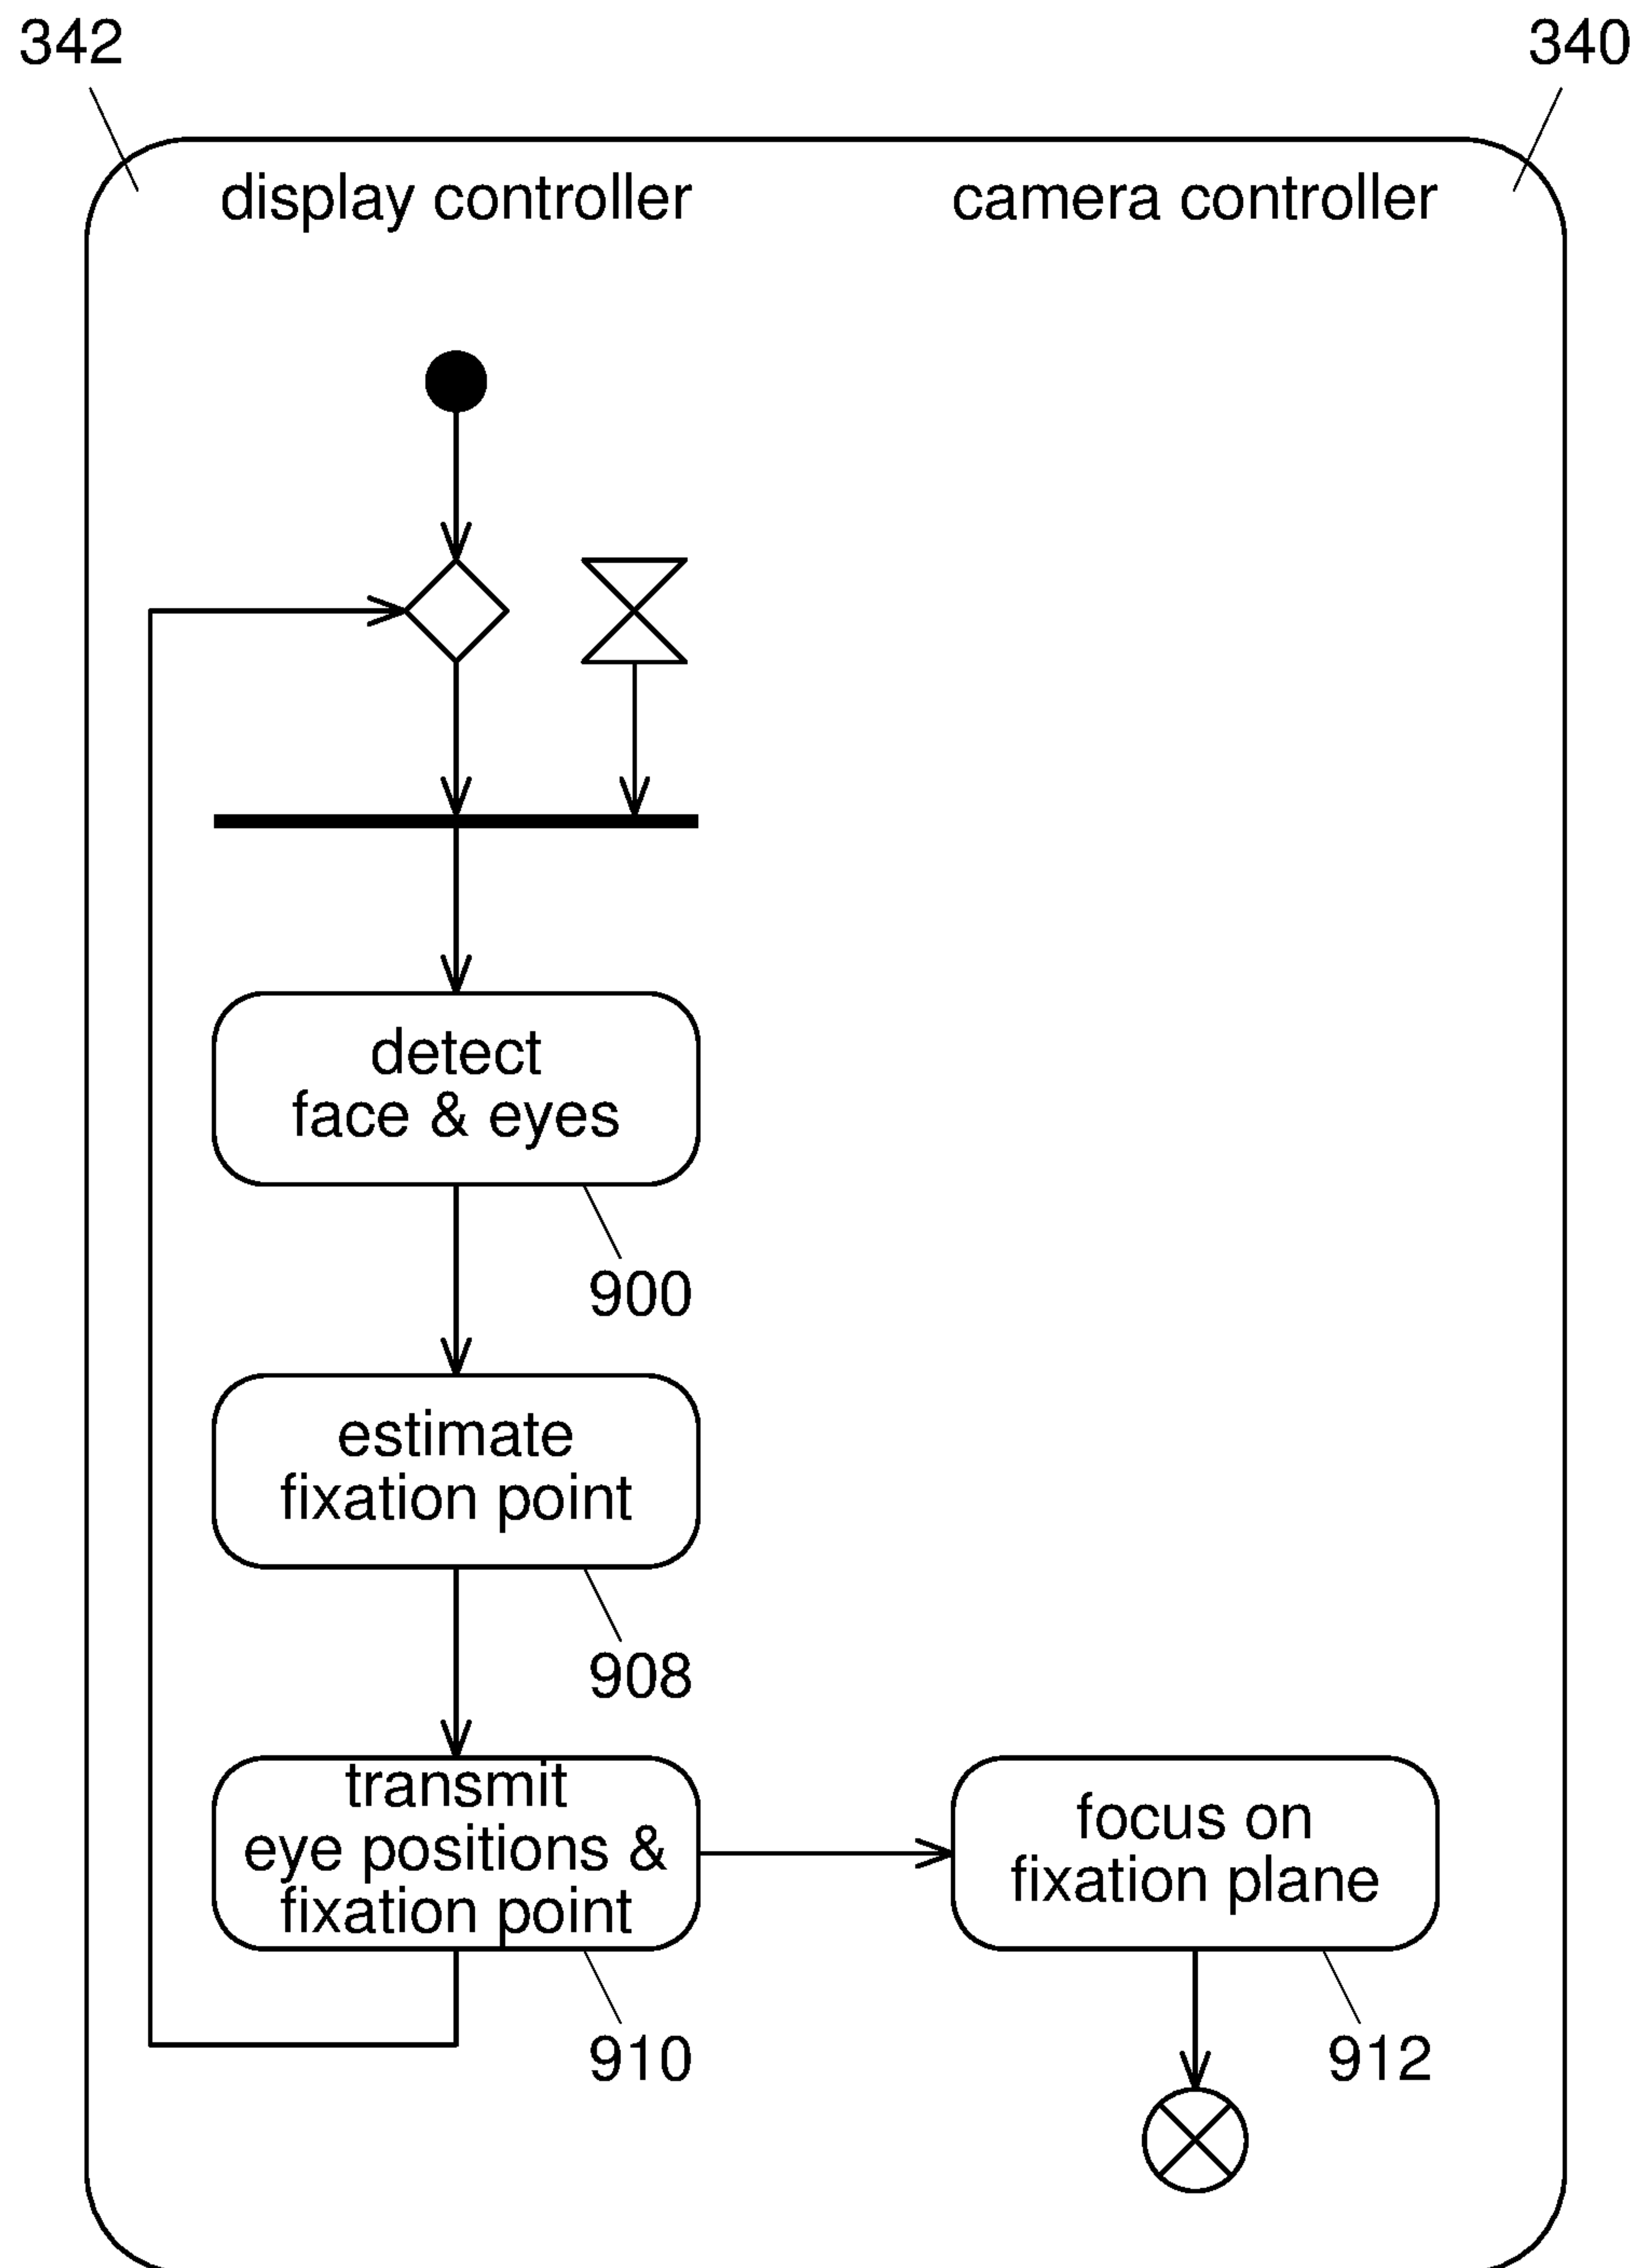 342
340
display controller
camera controller
detect
face & eyes
900
estimate
fixation point
908
transmit
eye positions &
fixation point
910
focus on
fixation plane
912